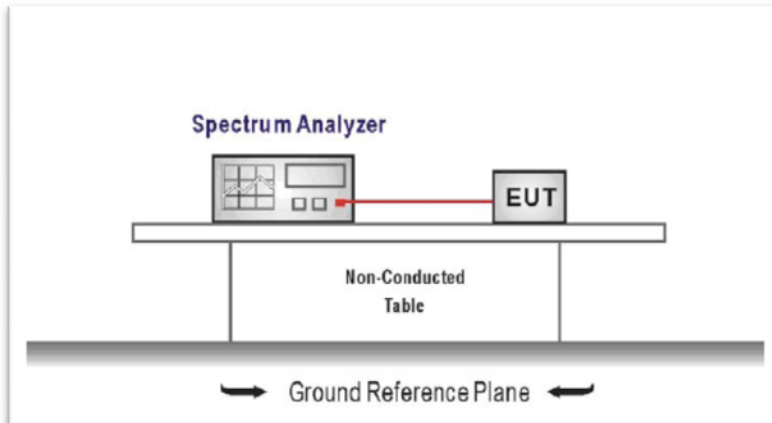 Spectrum Analyzer
EUT
Non-Conducted
Table
Ground Reference Plane